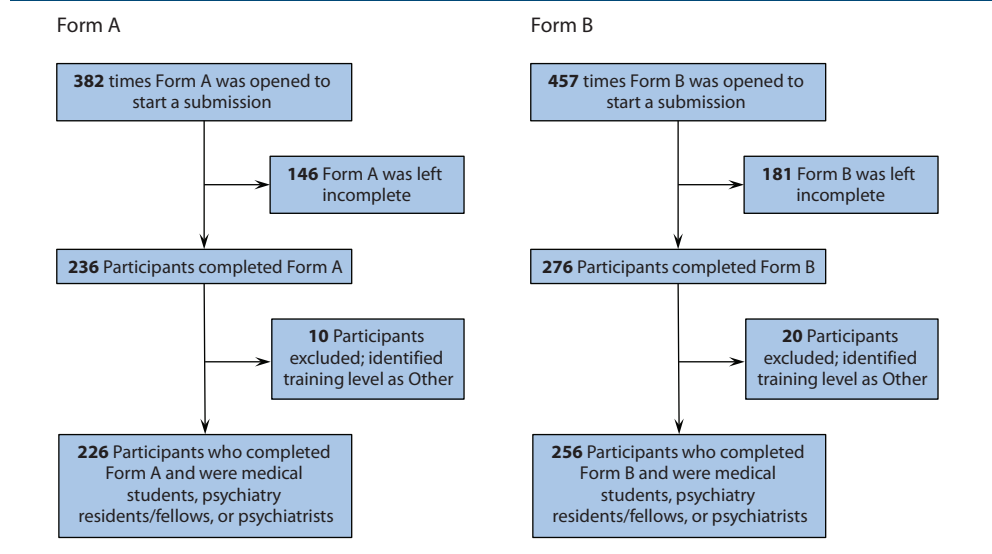 Form A
382 times Form A was opened to
start a submission
146 Form A was left
incomplete
236 Participants completed Form A
10 Participants
excluded; identified
training level as Other
226 Participants who completed
Form A and were medical
students, psychiatry
residents/fellows, or psychiatrists
Form B
457 times Form B was opened to
start a submission
181 Form B was left
incomplete
276 Participants completed Form B
20 Participants
excluded; identified
training level as Other
256 Participants who completed
Form B and were medical
students, psychiatry
residents/fellows, or psychiatrists